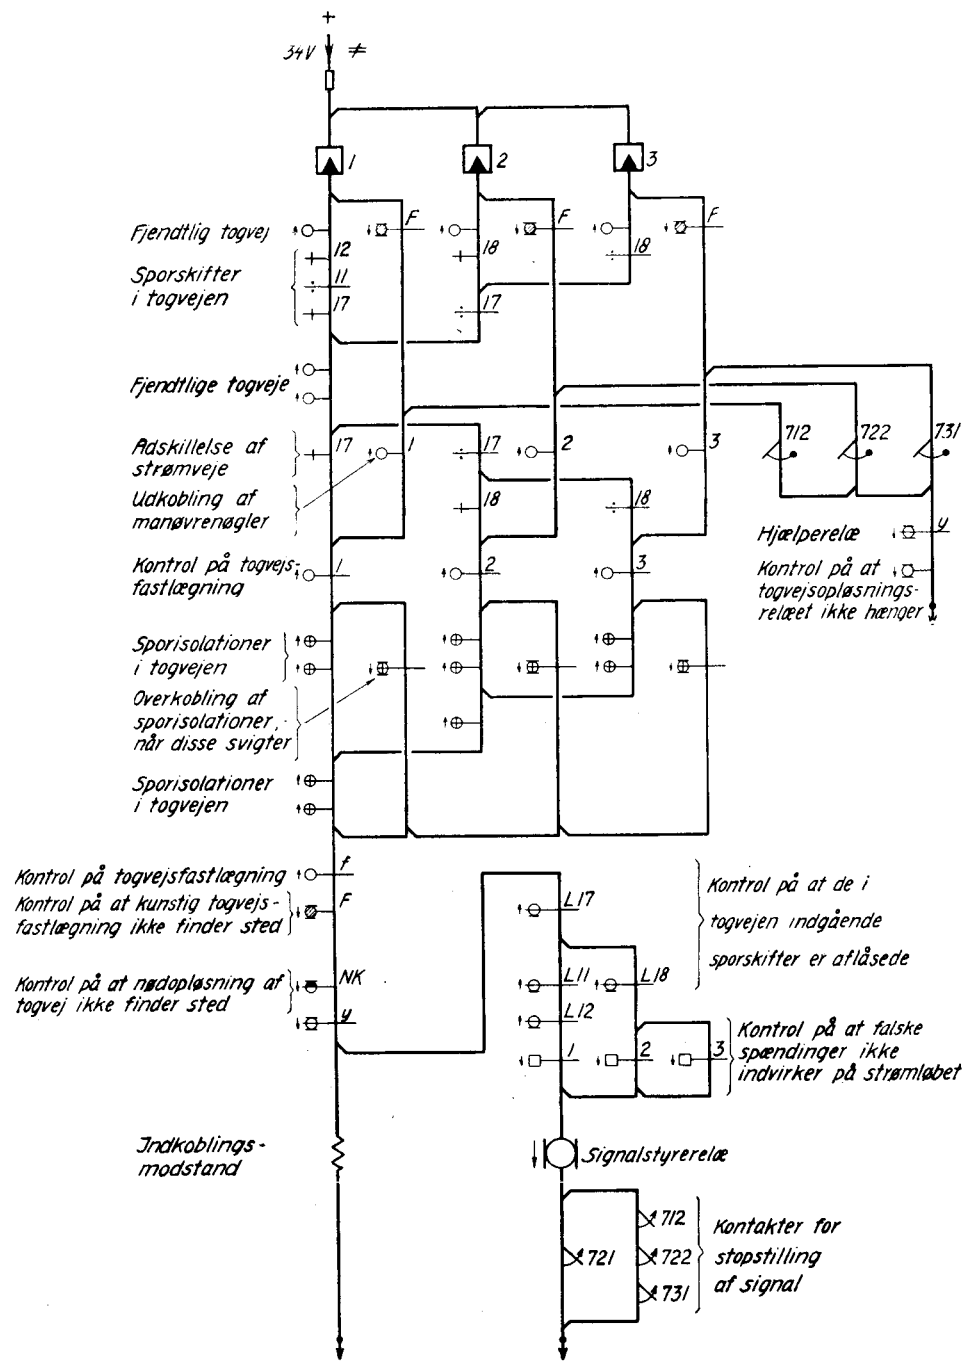 +
34V ≠
1 2 3
Fjendtlig togvej
F F F
Sporskifter
i togvejen
12
11
17
18
17
18
Fjendtlige togveje
Adskillelse af
strømveje
17 1 17 2 3
712 722 731
Udkobling af
manøvrenøgler
18 18
Hjælperelæ
y
Kontrol på togvejs-
fastlægning
1 2 3
Kontrol på at
togvejsopløsnings-
relæet ikke hænger
Sporisolationer
i togvejen
Overkobling af
sporisolationer,
når disse svigter
Sporisolationer
i togvejen
Kontrol på togvejsfastlægning
f
Kontrol på at kunstig togvejs-
fastlægning ikke finder sted
F
Kontrol på at nødopløsning af
togvej ikke finder sted
NK
y
L17
L11 L18
L12
1 2 3
Kontrol på at de i
togvejen indgående
sporskifter er aflåsede
Kontrol på at falske
spændinger ikke
indvirker på strømløbet
Indkoblings-
modstand
Signalstyrerelæ
721
712
722
731
Kontakter for
stopstilling
af signal